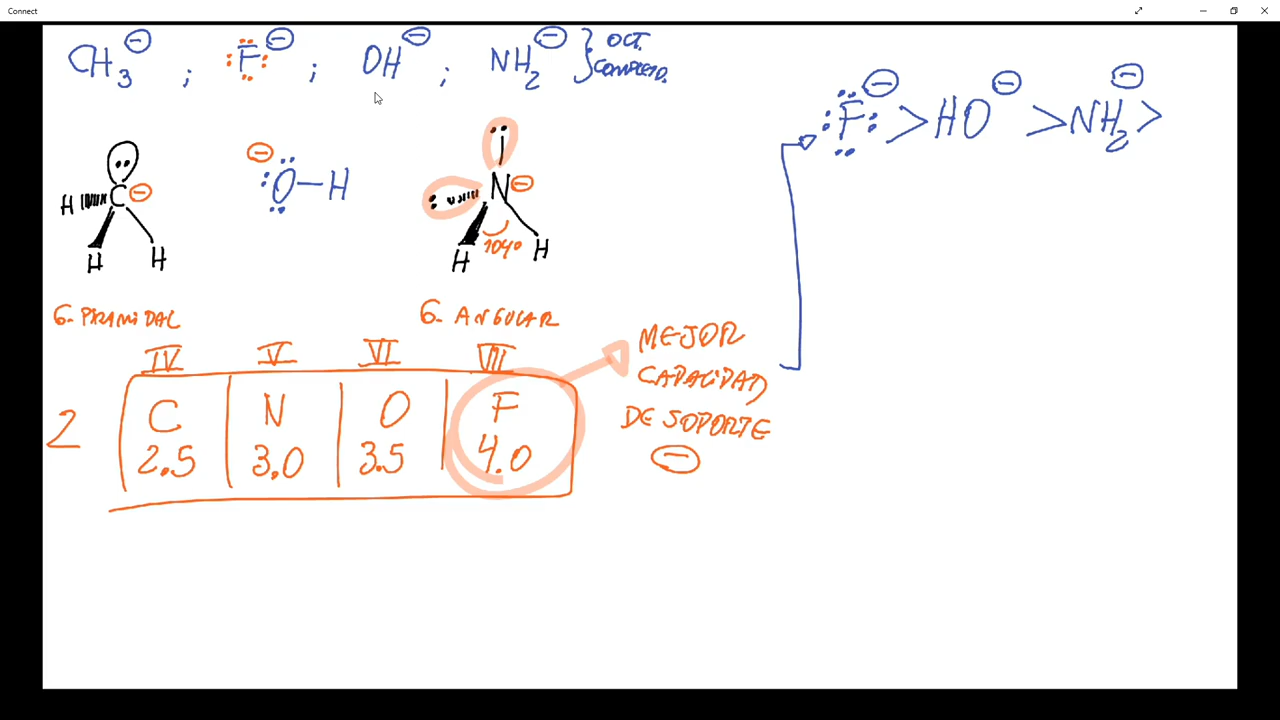 Connect
CH3⊖ ; :F:⊖ ; OH⊖ ; NH2⊖ } OCT.
COMPLETO.
:F:⊖ > HO⊖ > NH2⊖ >
H C⊖ H H
⊖ :O–H
N⊖ H H 104°
G. PIRAMIDAL
G. ANGULAR
IV V VI VII
2 C N O F
2.5 3.0 3.5 4.0
MEJOR
CAPACIDAD
DE SOPORTE
⊖